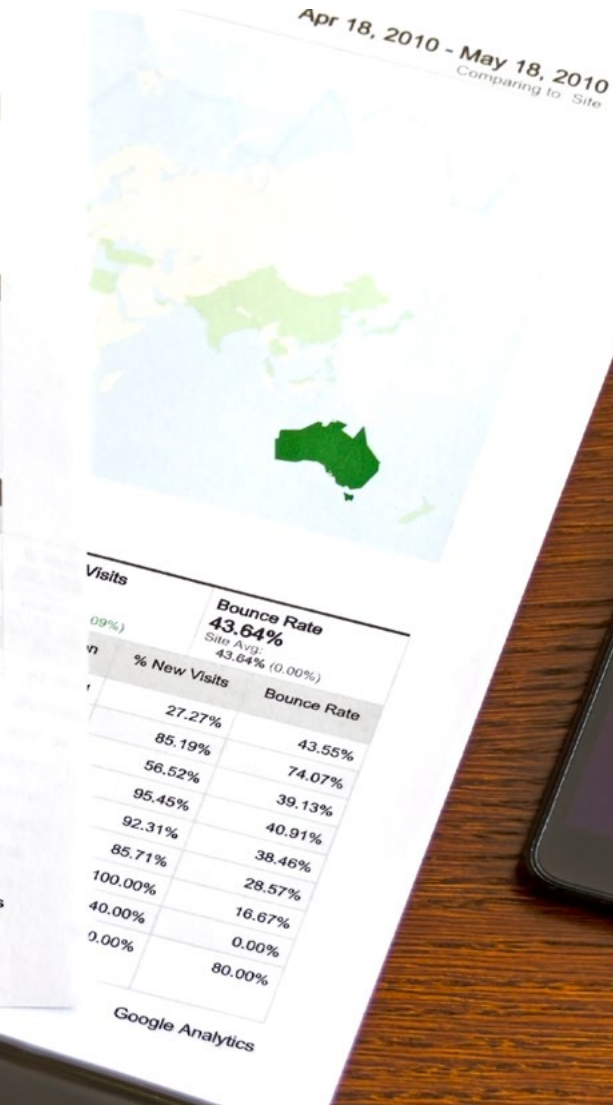 Apr 18, 2010 - May 18, 2010
Comparing to Site
Visits
09%)
Bounce Rate
43.64%
Site Avg:
43.64% (0.00%)
% New Visits Bounce Rate
27.27% 43.55%
85.19% 74.07%
56.52% 39.13%
95.45% 40.91%
92.31% 38.46%
85.71% 28.57%
100.00% 16.67%
40.00% 0.00%
0.00% 80.00%
Google Analytics